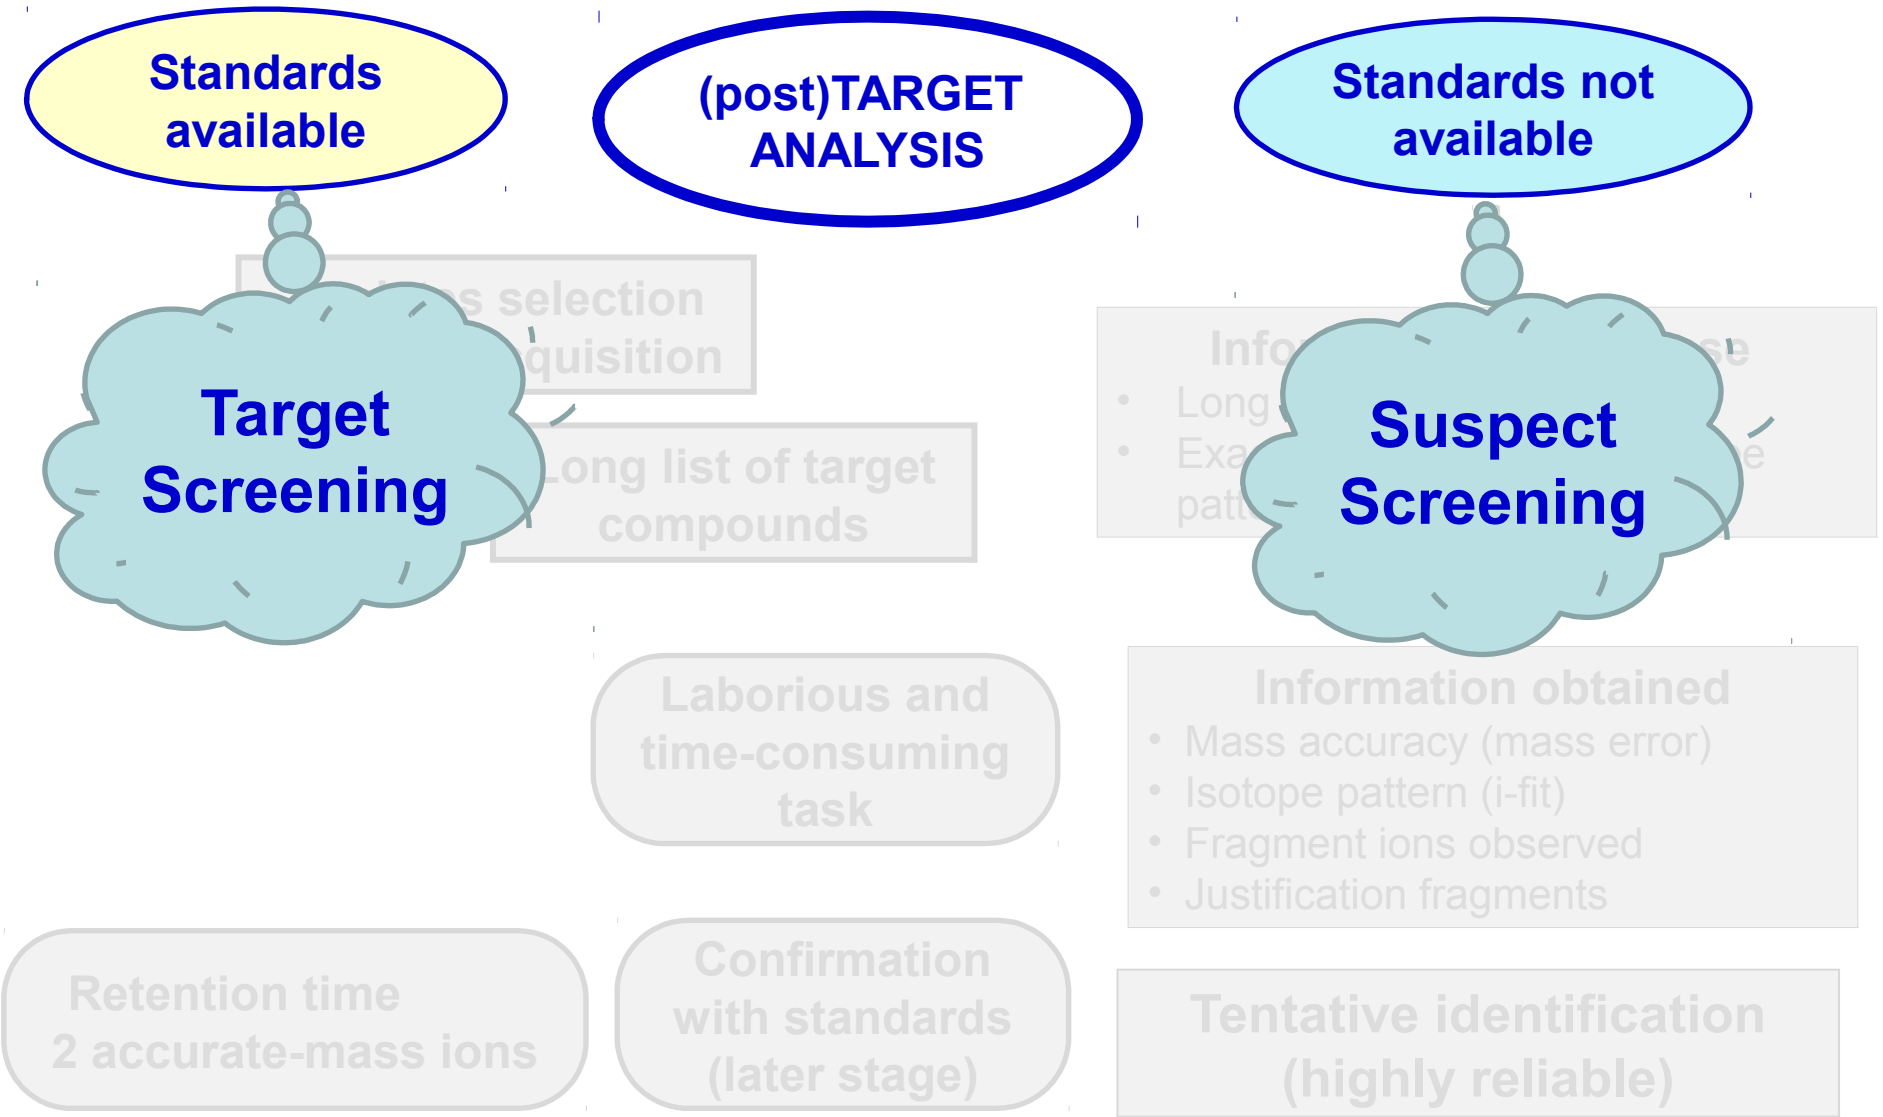 Standards
available
(post)TARGET
ANALYSIS
Standards not
available
selection
Target
Screening
long list of target
compounds
Long
Suspect
Screening
Laborious and
time-consuming
task
Information obtained
• Mass accuracy (mass error)
• Isotope pattern (i-fit)
• Fragment ions observed
• Justification fragments
Retention time
2 accurate-mass ions
Confirmation
with standards
(later stage)
Tentative identification
(highly reliable)